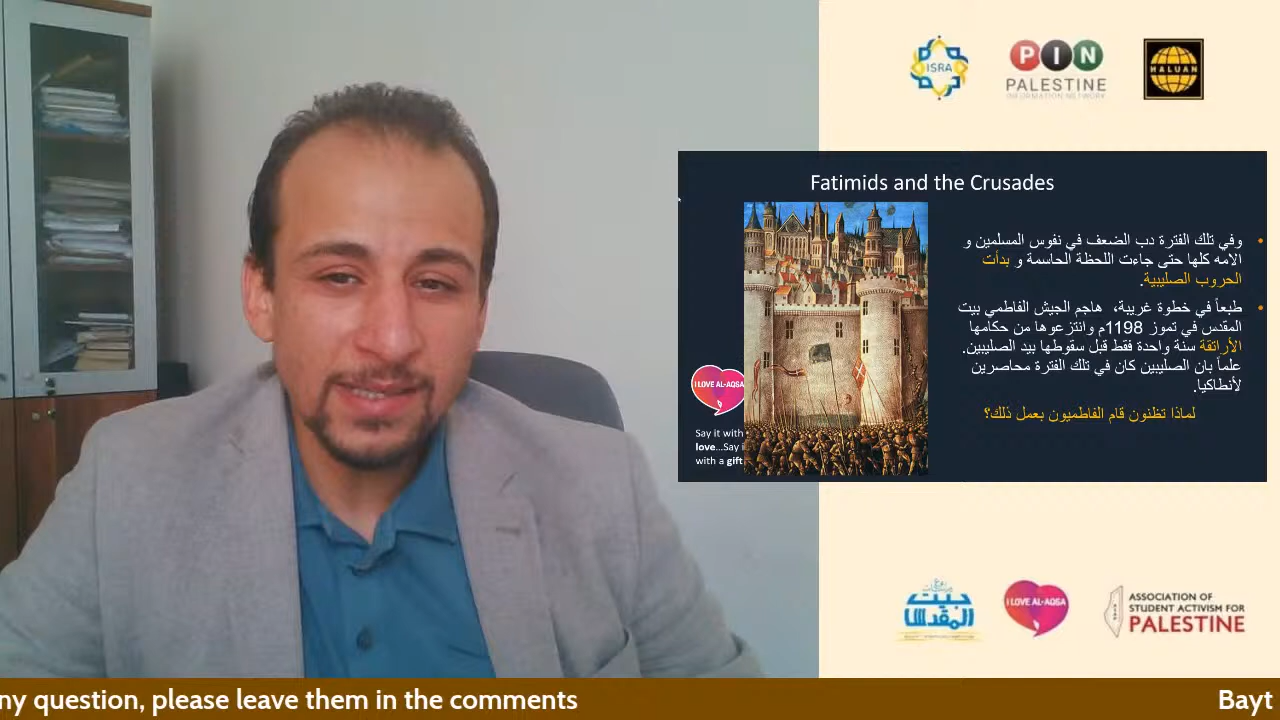 ISRA
PIN
PALESTINE
INFORMATION NETWORK
HALUAN
Fatimids and the Crusades
وفي تلك الفترة دب الضعف في نفوس المسلمين و
الامه كلها حتى جاءت اللحظة الحاسمة و بدأت
الحروب الصليبية.
طبعاً في خطوة غريبة، هاجم الجيش الفاطمي بيت
المقدس في تموز 1198م وانتزعوها من حكامها
الأراتقة سنة واحدة فقط قبل سقوطها بيد الصليبيين.
علماً بان الصليبين كان في تلك الفترة محاصرين
لأنطاكيا.
لماذا تظنون قام الفاطميون بعمل ذلك؟
I LOVE AL-AQSA
Say it with
love...Say i
with a gift
بيت
المقدس
I LOVE AL-AQSA
ASSOCIATION OF
STUDENT ACTIVISM FOR
PALESTINE
ny question, please leave them in the comments
Bayt